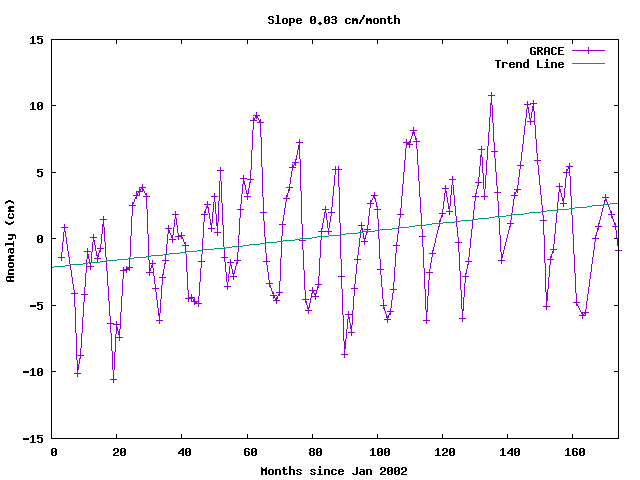 Slope 0.03 cm/month
GRACE
Trend Line
15
10
5
0
-5
-10
-15
Anomaly (cm)
0 20 40 60 80 100 120 140 160
Months since Jan 2002